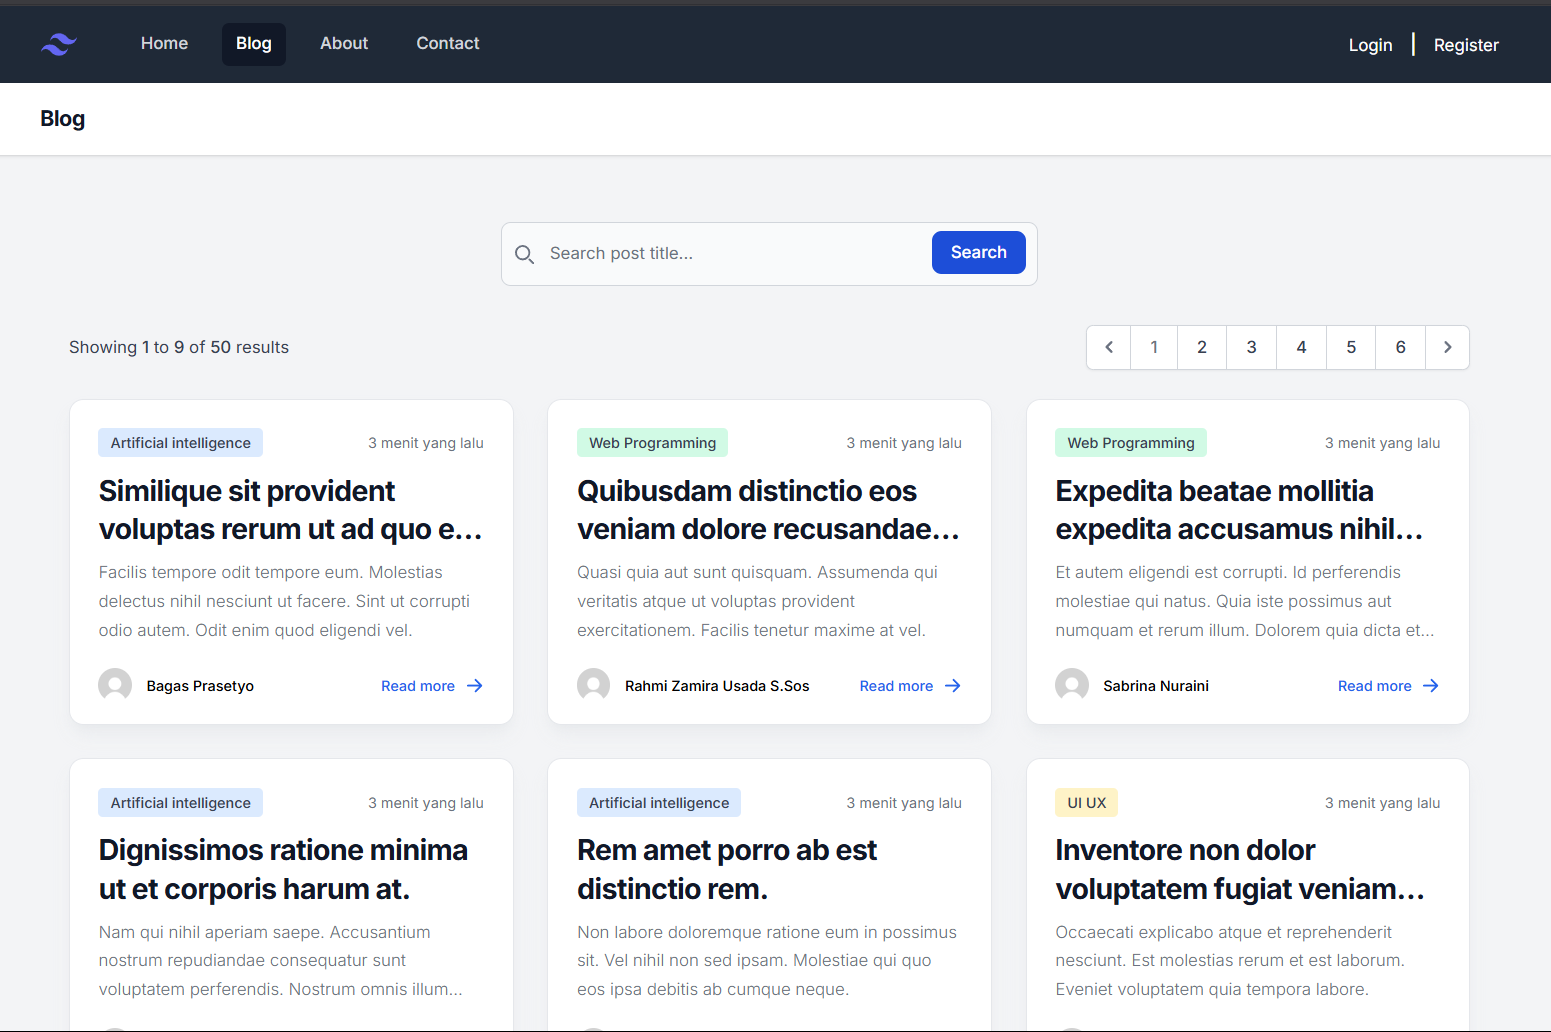 Home Blog About Contact Login | Register
Blog
Search post title...
Search
Showing 1 to 9 of 50 results
1 2 3 4 5 6
Artificial intelligence
3 menit yang lalu
Similique sit provident
voluptas rerum ut ad quo e...
Facilis tempore odit tempore eum. Molestias
delectus nihil nesciunt ut facere. Sint ut corrupti
odio autem. Odit enim quod eligendi vel.
Bagas Prasetyo
Read more
Web Programming
3 menit yang lalu
Quibusdam distinctio eos
veniam dolore recusandae...
Quasi quia aut sunt quisquam. Assumenda qui
veritatis atque ut voluptas provident
exercitationem. Facilis tenetur maxime at vel.
Rahmi Zamira Usada S.Sos
Read more
Web Programming
3 menit yang lalu
Expedita beatae mollitia
expedita accusamus nihil...
Et autem eligendi est corrupti. Id perferendis
molestiae qui natus. Quia iste possimus aut
numquam et rerum illum. Dolorem quia dicta et...
Sabrina Nuraini
Read more
Artificial intelligence
3 menit yang lalu
Dignissimos ratione minima
ut et corporis harum at.
Nam qui nihil aperiam saepe. Accusantium
nostrum repudiandae consequatur sunt
voluptatem perferendis. Nostrum omnis illum...
Artificial intelligence
3 menit yang lalu
Rem amet porro ab est
distinctio rem.
Non labore doloremque ratione eum in possimus
sit. Vel nihil non sed ipsam. Molestiae qui quo
eos ipsa debitis ab cumque neque.
UI UX
3 menit yang lalu
Inventore non dolor
voluptatem fugiat veniam...
Occaecati explicabo atque et reprehenderit
nesciunt. Est molestias rerum et est laborum.
Eveniet voluptatem quia tempora labore.